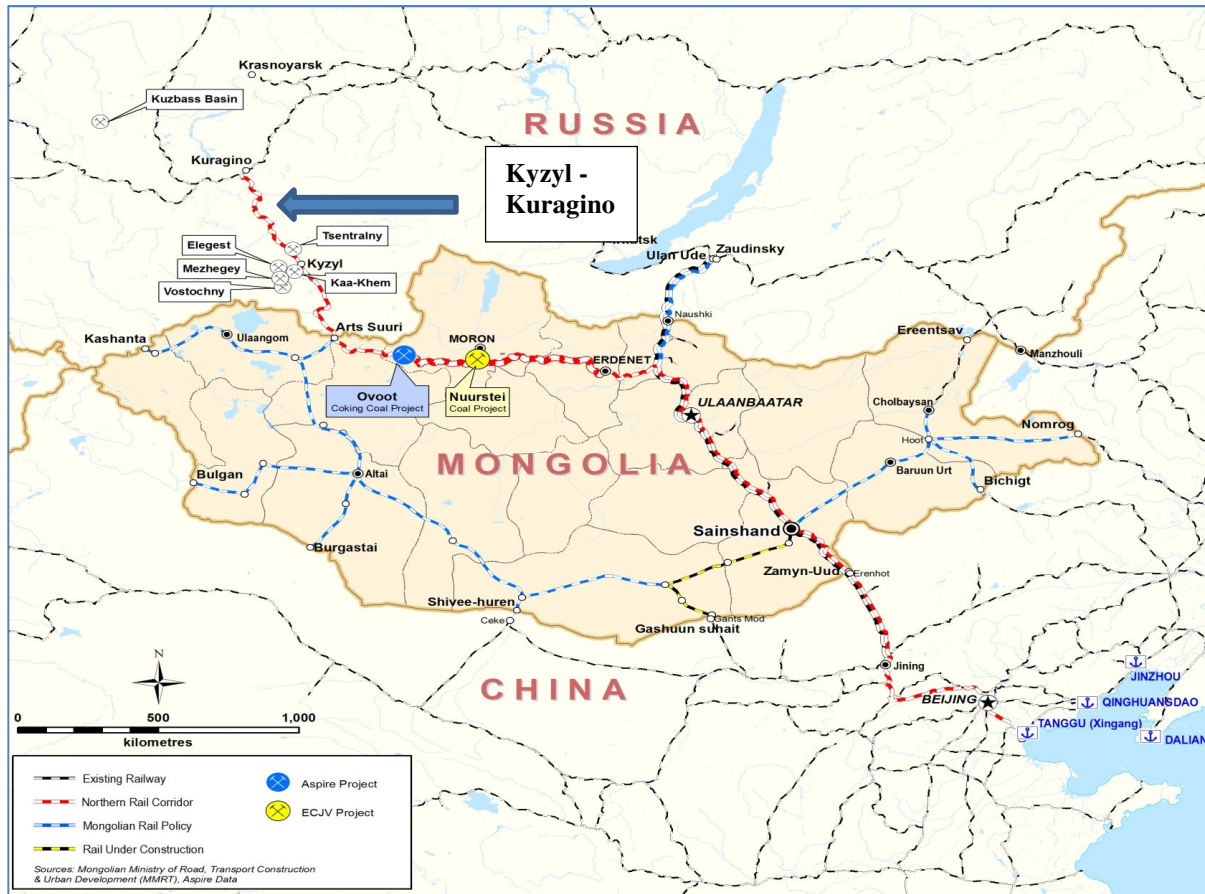 Krasnoyarsk
Kuzbass Basin
RUSSIA
Kuragino
Kyzyl -
Kuragino
Tsentralny
Elegest
Kyzyl
Mezhegey
Kaa-Khem
Vostochny
Ulan Ude
Zaudinsky
Naushki
Arts Suuri
Kashanta
Ulaangom
MORON
ERDENET
Ereentsav
Manzhouli
Ovoot
Coking Coal Project
Nuurstei
Coal Project
ULAANBAATAR
Cholbaysan
Nomrog
Hoot
MONGOLIA
Baruun Urt
Bulgan
Altai
Bichigt
Sainshand
Burgastai
Zamyn-Uud
Erenhot
Shivee-huren
Ceke
Gants Mod
Gashuun suhait
Jining
CHINA
N
JINZHOU
BEIJING
QINGHUANGDAO
TANGGU (Xingang)
DALIAN
0 500 1,000
kilometres
Existing Railway
Northern Rail Corridor
Mongolian Rail Policy
Rail Under Construction
Aspire Project
ECJV Project
Sources: Mongolian Ministry of Road, Transport Construction
& Urban Development (MMRT), Aspire Data